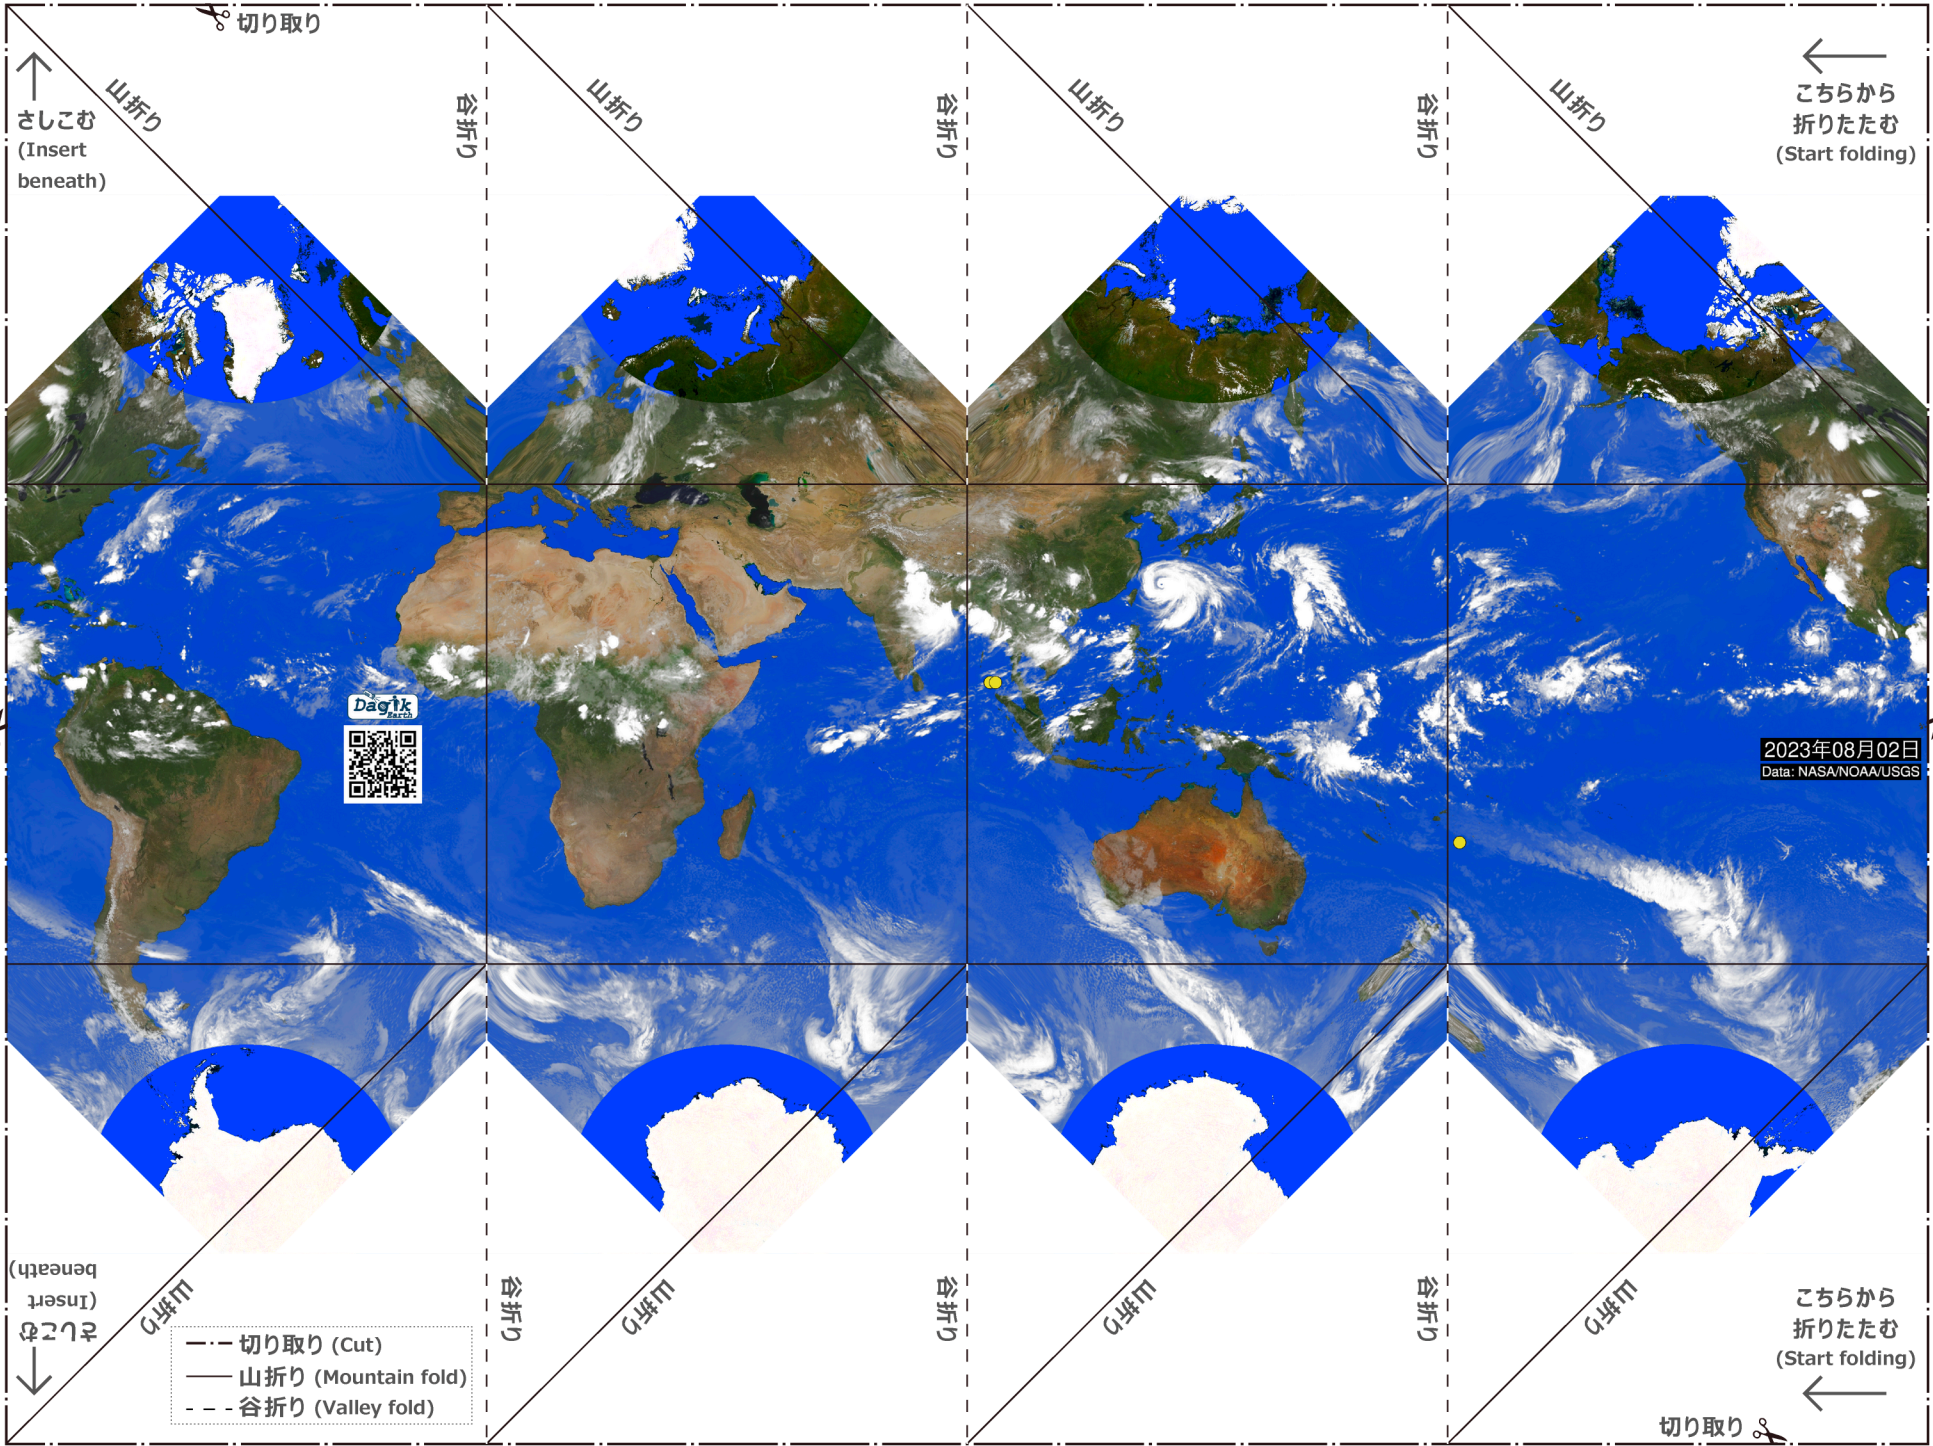 切り取り
山折り
谷折り
山折り
谷折り
山折り
谷折り
山折り
さしこむ
(Insert
beneath)
こちらから
折りたたむ
(Start folding)
Dagik
Earth
2023年08月02日
Data: NASA/NOAA/USGS
さしこむ
(Insert
beneath)
山折り
谷折り
山折り
谷折り
山折り
谷折り
山折り
こちらから
折りたたむ
(Start folding)
切り取り (Cut)
山折り (Mountain fold)
谷折り (Valley fold)
切り取り